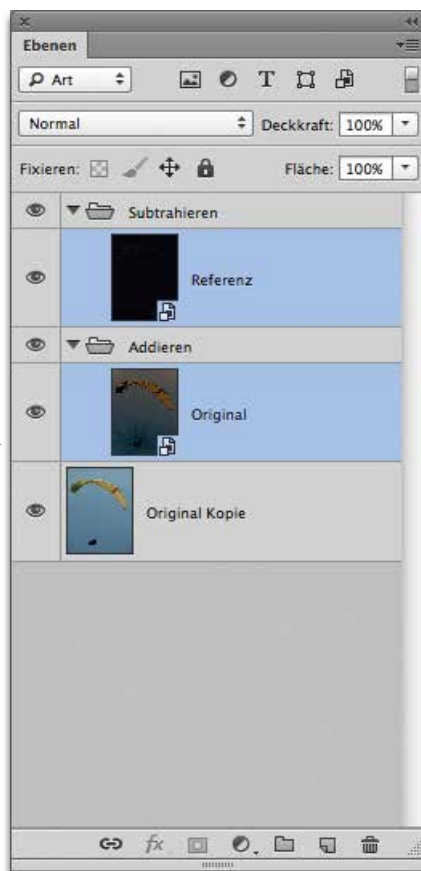 Ebenen
Art T
Normal Deckkraft: 100%
Fixieren: Fläche: 100%
Subtrahieren
Referenz
Addieren
Original
Original Kopie
fx